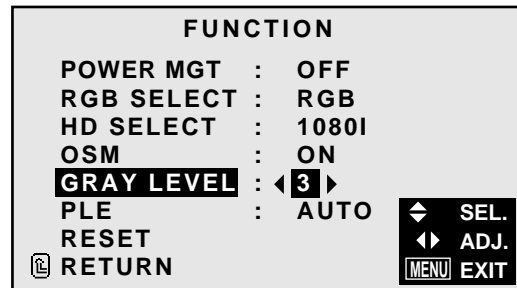 FUNCTION
POWER MGT : OFF
RGB SELECT : RGB
HD SELECT : 1080I
OSM : ON
GRAY LEVEL : 3
PLE : AUTO
RESET
RETURN
SEL.
ADJ.
MENU EXIT